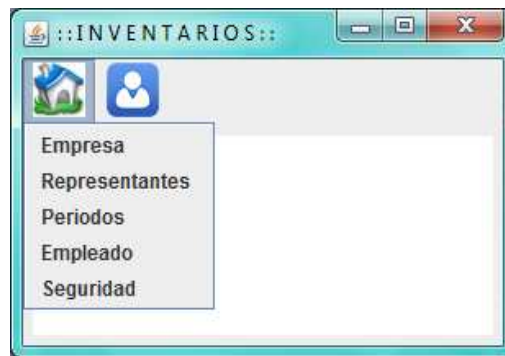 ::INVENTARIOS::
Empresa
Representantes
Periodos
Empleado
Seguridad